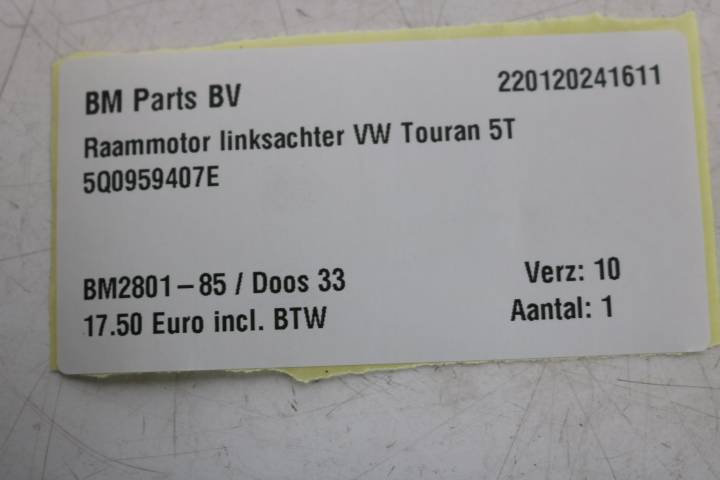 BM Parts BV 220120241611
Raammotor linksachter VW Touran 5T
5Q0959407E
BM2801-85 / Doos 33 Verz: 10
17.50 Euro incl. BTW Aantal: 1